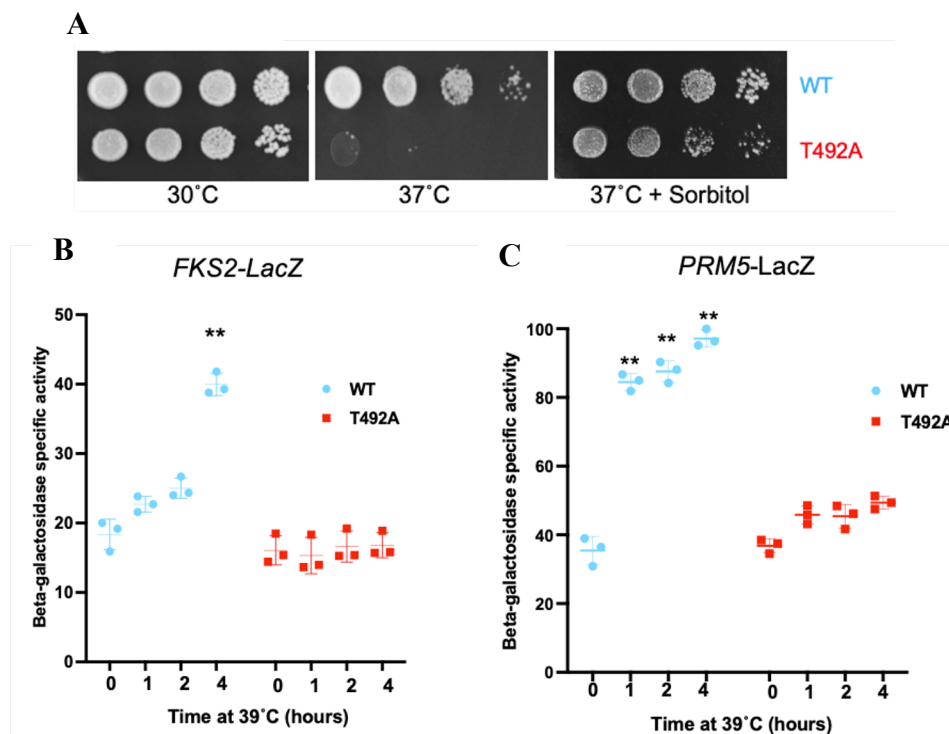 A
WT
T492A
30˚C
37˚C
37˚C + Sorbitol
B
FKS2-LacZ
Beta-galactosidase specific activity
50
40
30
20
10
0
**
WT
T492A
0 1 2 4 0 1 2 4
Time at 39˚C (hours)
C
PRM5-LacZ
Beta-galactosidase specific activity
100
80
60
40
20
0
** ** **
WT
T492A
0 1 2 4 0 1 2 4
Time at 39˚C (hours)